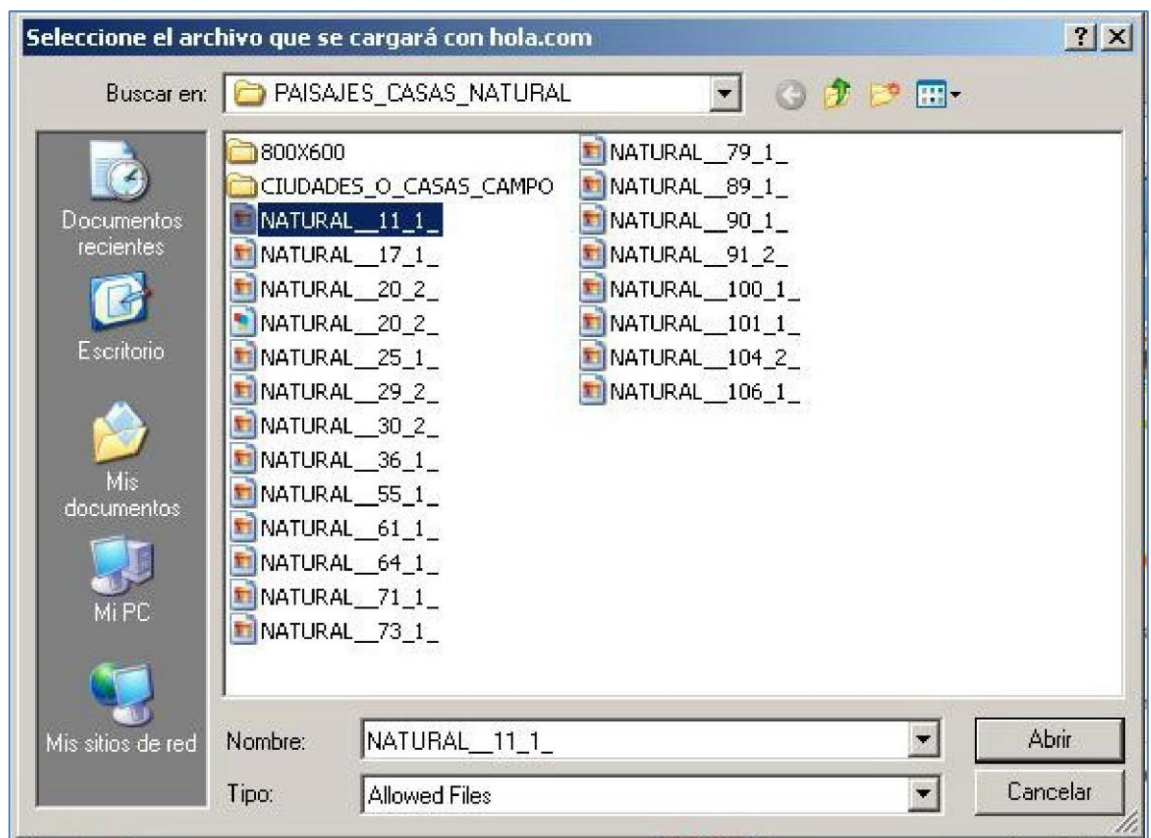 Seleccione el archivo que se cargará con hola.com
Buscar en: PAISAJES_CASAS_NATURAL
Documentos
recientes
Escritorio
Mis
documentos
Mi PC
Mis sitios de red
800X600
CIUDADES_O_CASAS_CAMPO
NATURAL__11_1_
NATURAL__17_1_
NATURAL__20_2_
NATURAL__20_2_
NATURAL__25_1_
NATURAL__29_2_
NATURAL__30_2_
NATURAL__36_1_
NATURAL__55_1_
NATURAL__61_1_
NATURAL__64_1_
NATURAL__71_1_
NATURAL__73_1_
NATURAL__79_1_
NATURAL__89_1_
NATURAL__90_1_
NATURAL__91_2_
NATURAL__100_1_
NATURAL__101_1_
NATURAL__104_2_
NATURAL__106_1_
Nombre: NATURAL__11_1_ Abrir
Tipo: Allowed Files Cancelar